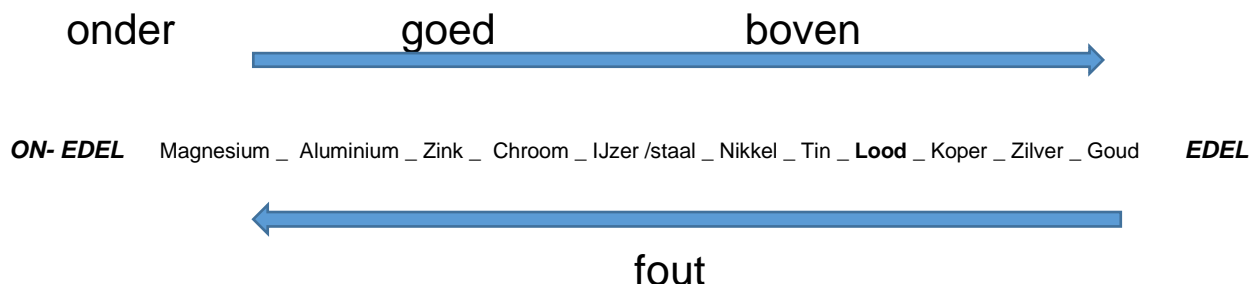 onder goed boven
ON- EDEL Magnesium _ Aluminium _ Zink _ Chroom _ IJzer /staal _ Nikkel _ Tin _ Lood _ Koper _ Zilver _ Goud EDEL
fout